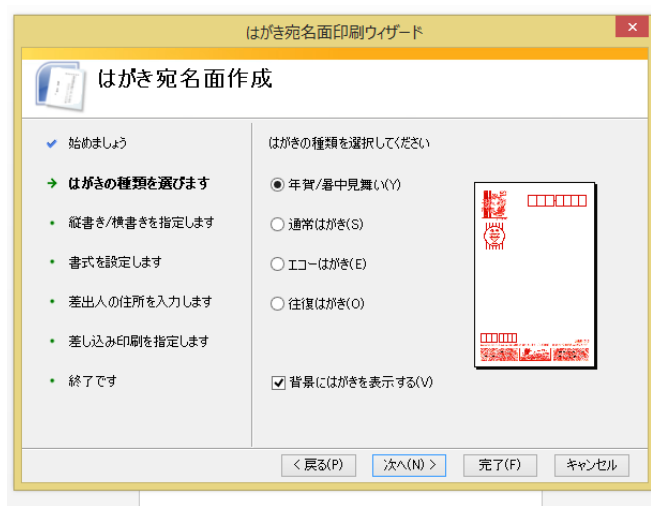 はがき宛名面印刷ウィザード
はがき宛名面作成
始めましょう
はがきの種類を選びます
縦書き/横書きを指定します
書式を設定します
差出人の住所を入力します
差し込み印刷を指定します
終了です
はがきの種類を選択してください
年賀/暑中見舞い(Y)
通常はがき(S)
エコーはがき(E)
往復はがき(O)
背景にはがきを表示する(V)
< 戻る(P)
次へ(N) >
完了(F)
キャンセル